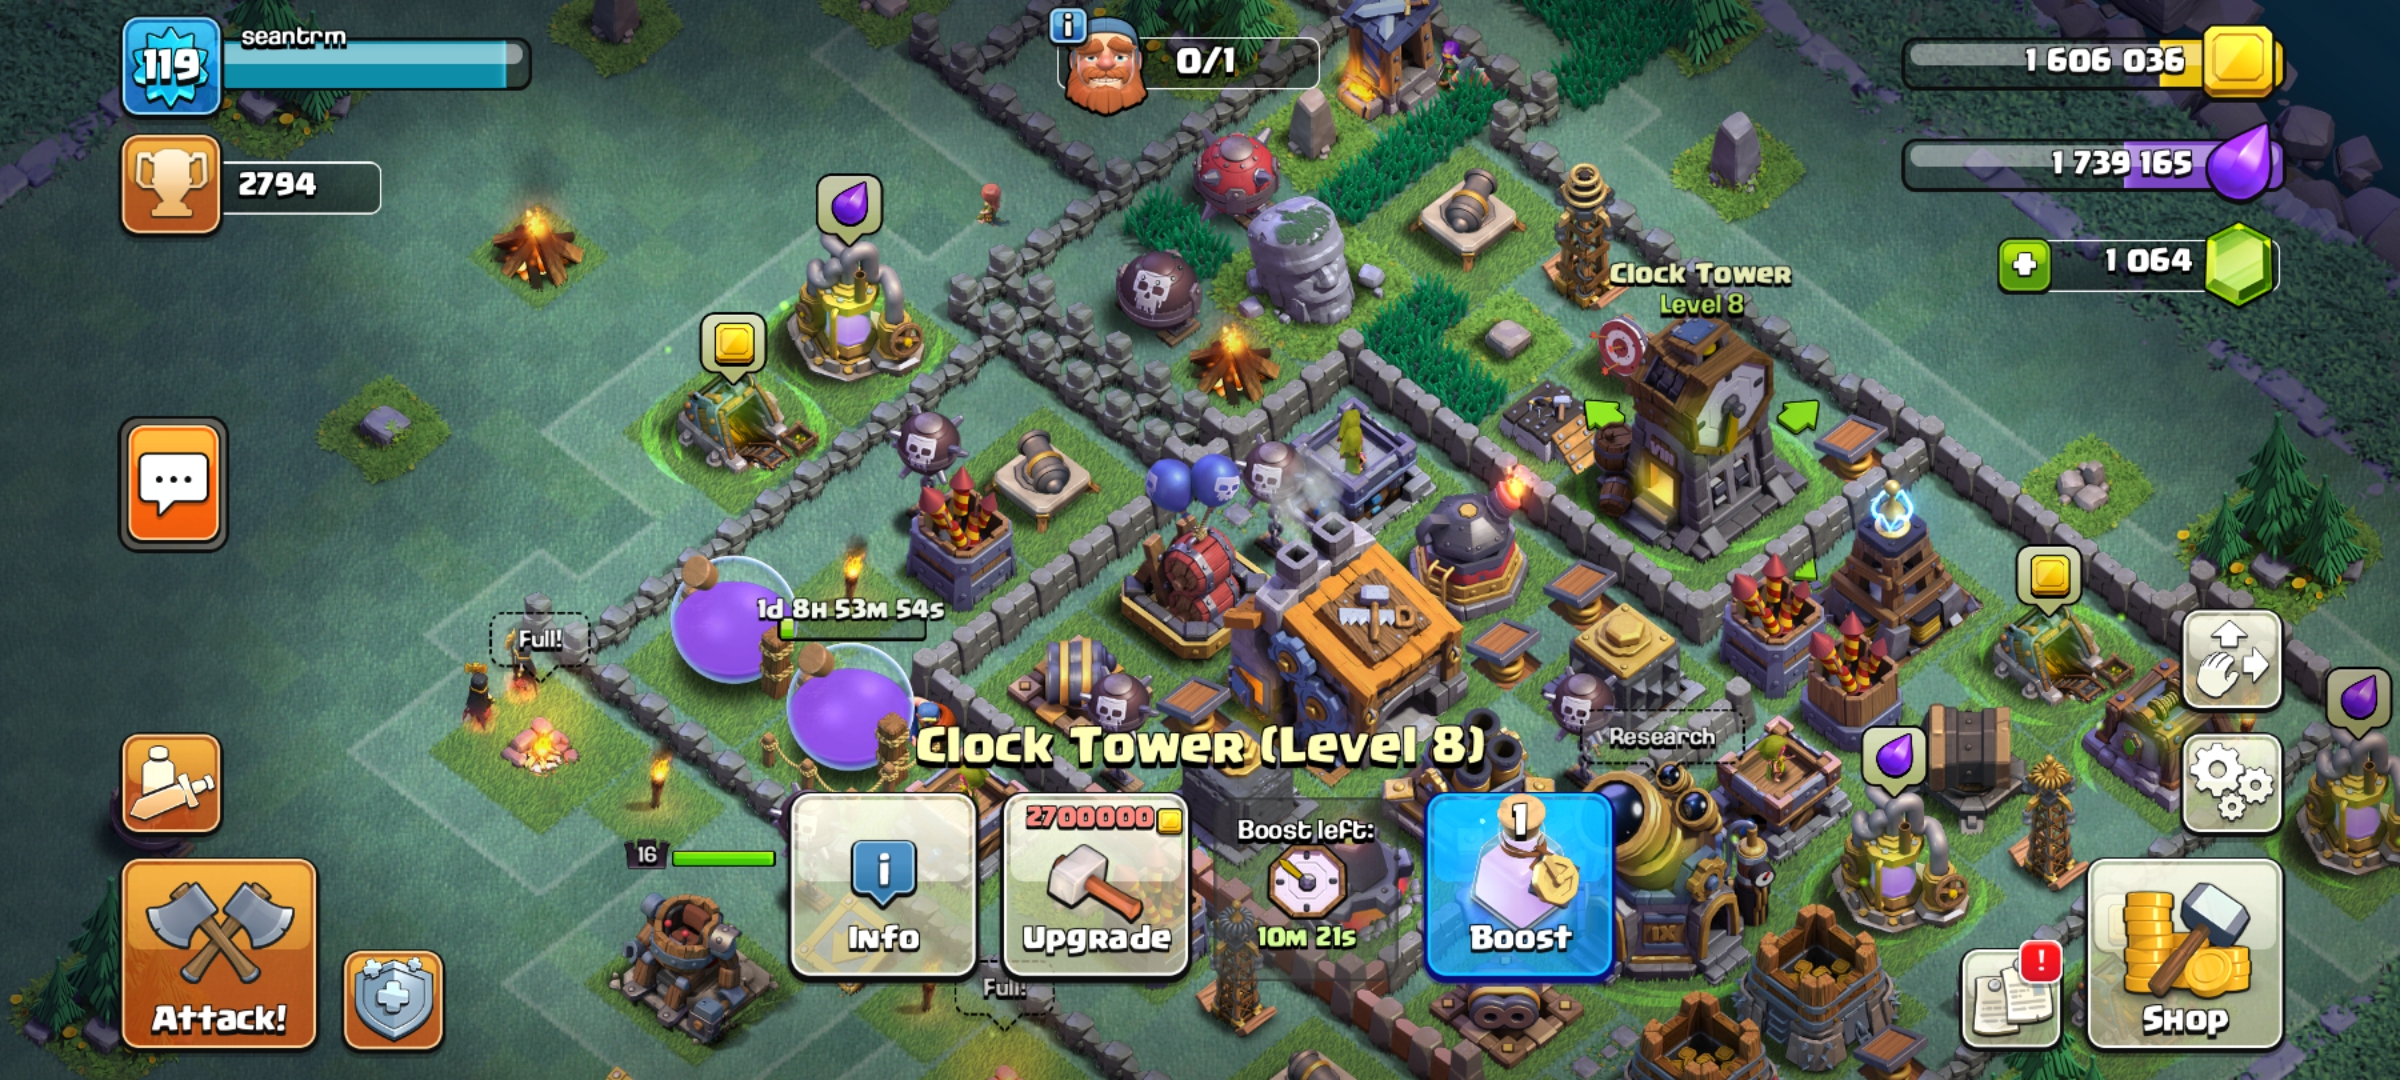 119
seantrm
i
0/1
1 606 036
2794
1 739 165
+
1 064
Clock Tower
Level 8
VIII
1d 8H 53M 54s
Full!
Clock Tower (Level 8)
Research
2700000
1
Boost left:
16
i
10M 21s
Info
Upgrade
Boost
IX
!
Full!
Attack!
Shop